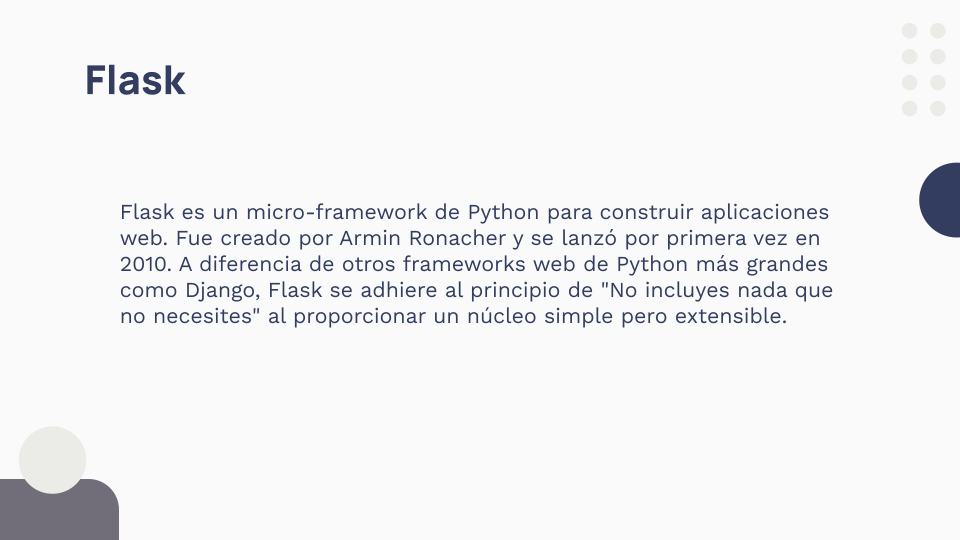 Flask
Flask es un micro-framework de Python para construir aplicaciones
web. Fue creado por Armin Ronacher y se lanzó por primera vez en
2010. A diferencia de otros frameworks web de Python más grandes
como Django, Flask se adhiere al principio de "No incluyes nada que
no necesites" al proporcionar un núcleo simple pero extensible.